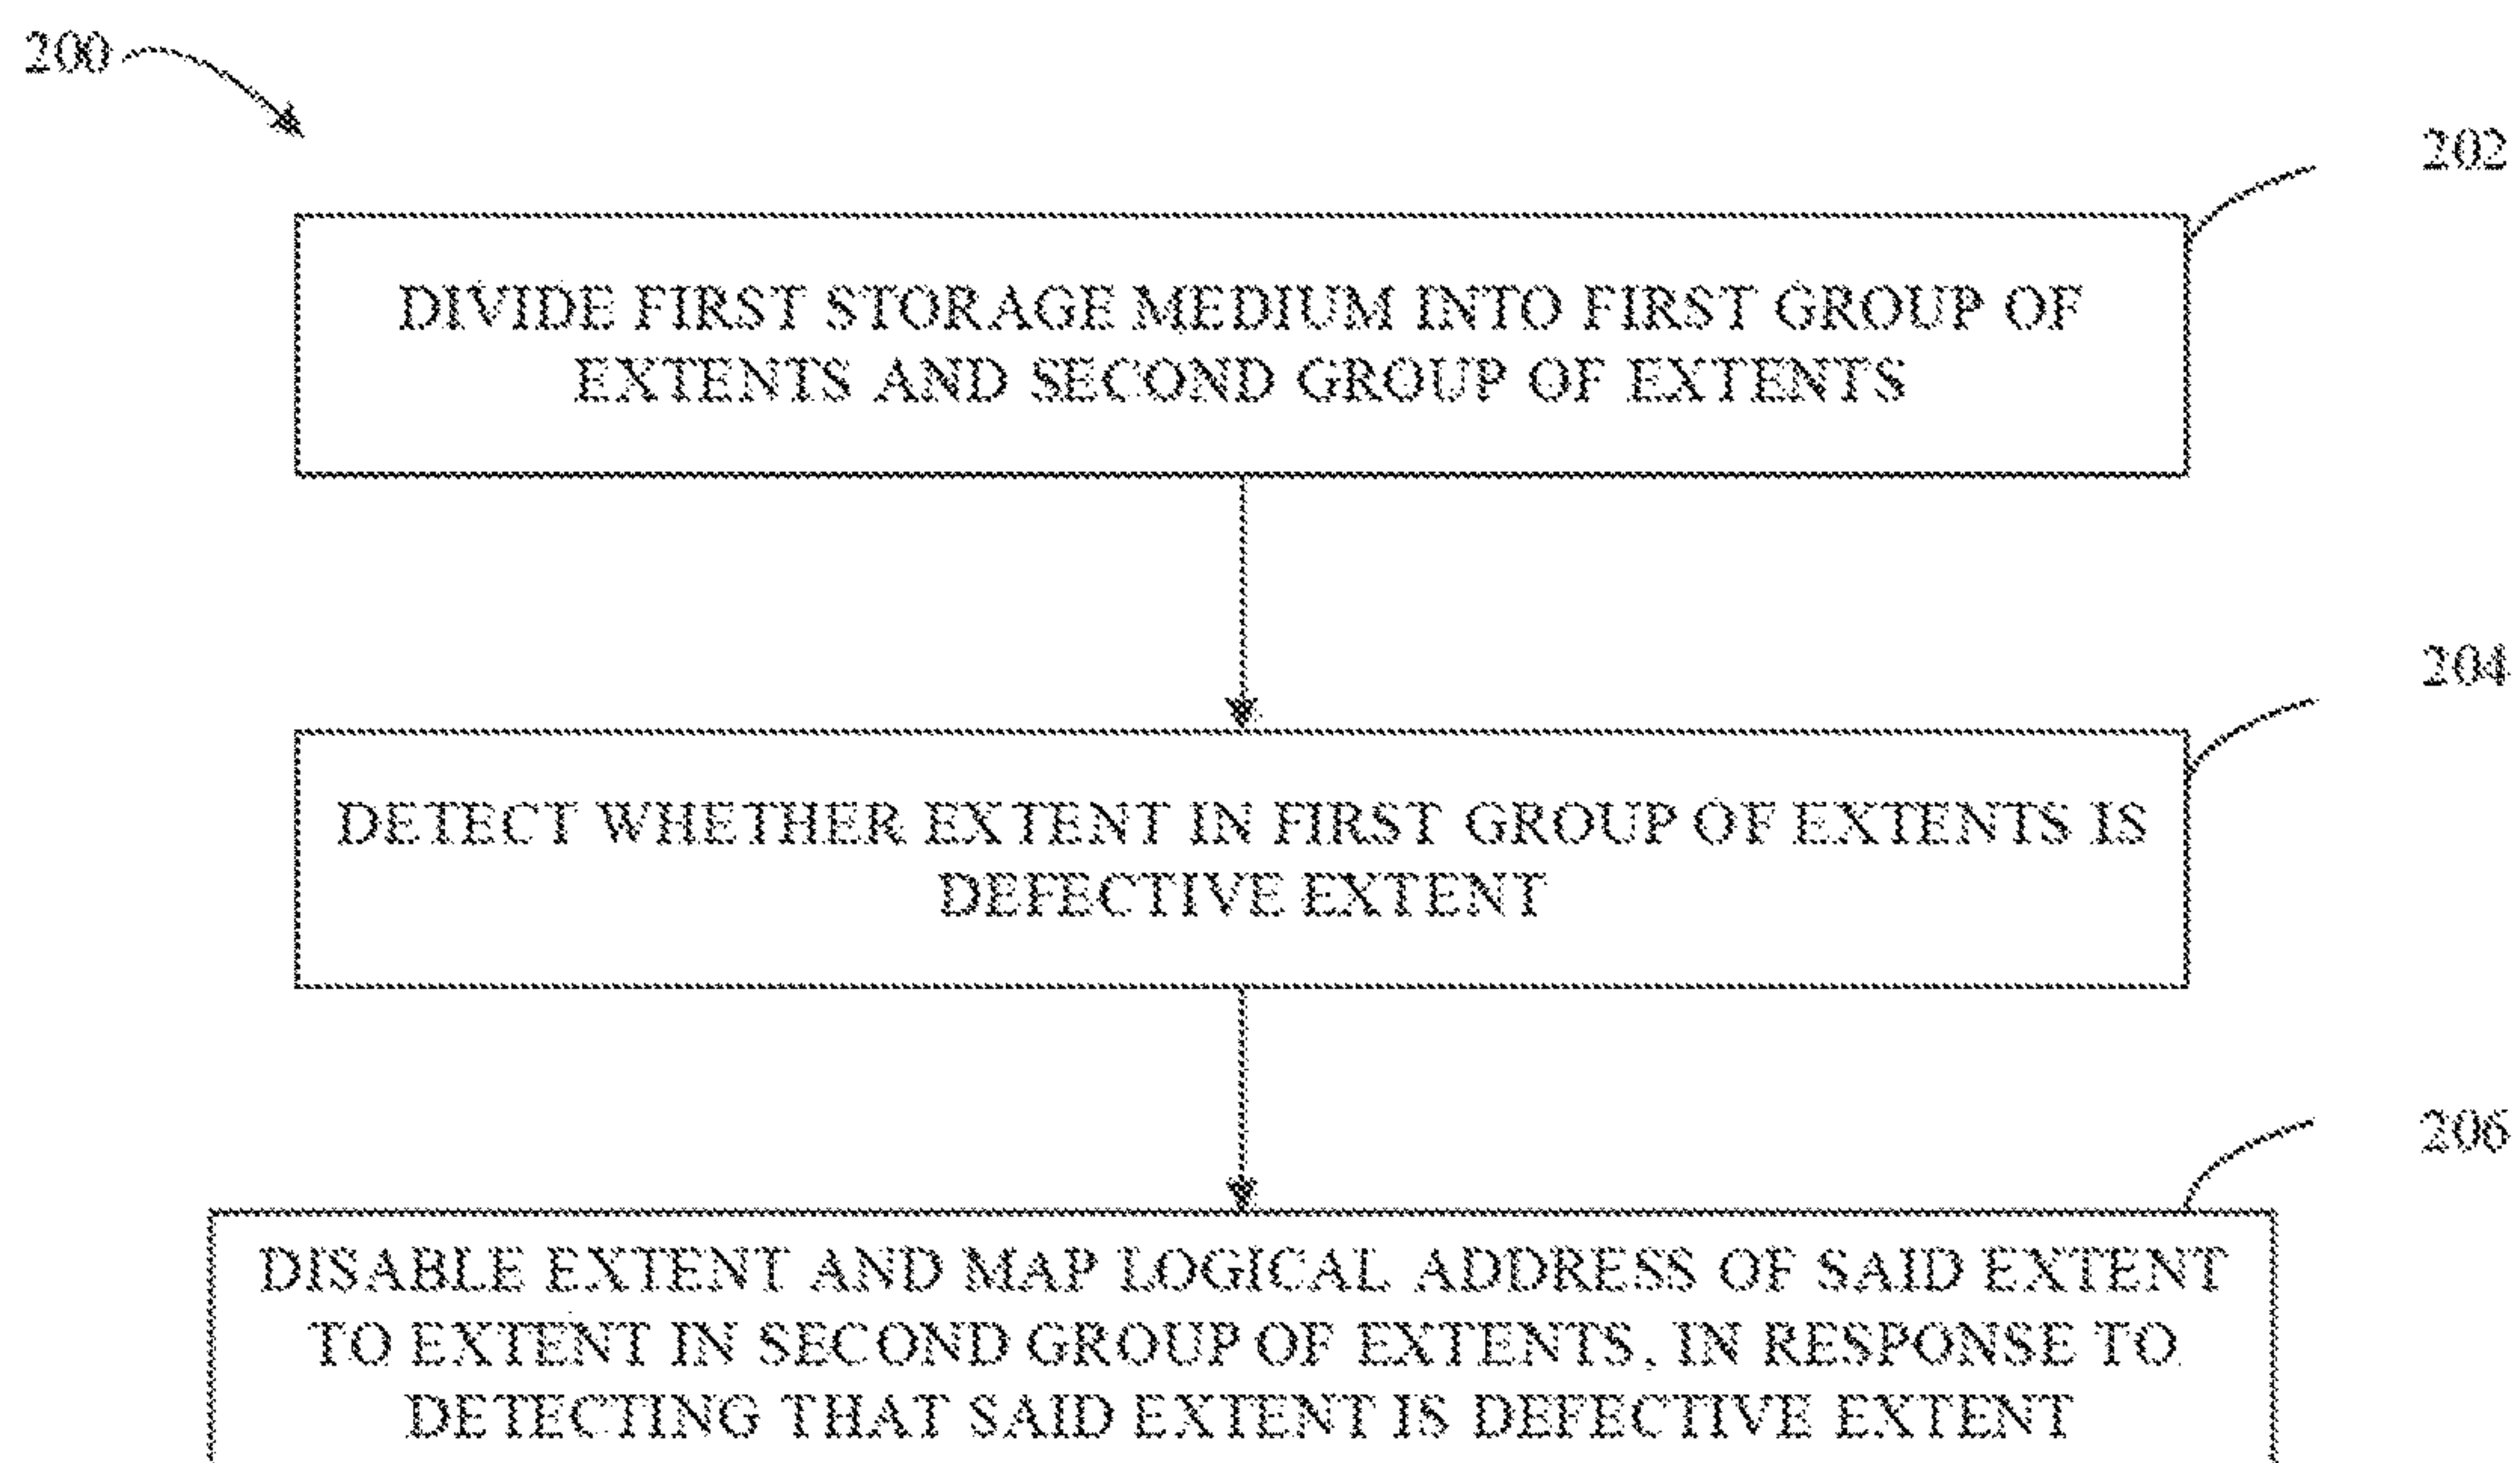 200
202
DIVIDE FIRST STORAGE MEDIUM INTO FIRST GROUP OF
EXTENTS AND SECOND GROUP OF EXTENTS
204
DETECT WHETHER EXTENT IN FIRST GROUP OF EXTENTS IS
DEFECTIVE EXTENT
206
DISABLE EXTENT AND MAP LOGICAL ADDRESS OF SAID EXTENT
TO EXTENT IN SECOND GROUP OF EXTENTS, IN RESPONSE TO
DETECTING THAT SAID EXTENT IS DEFECTIVE EXTENT